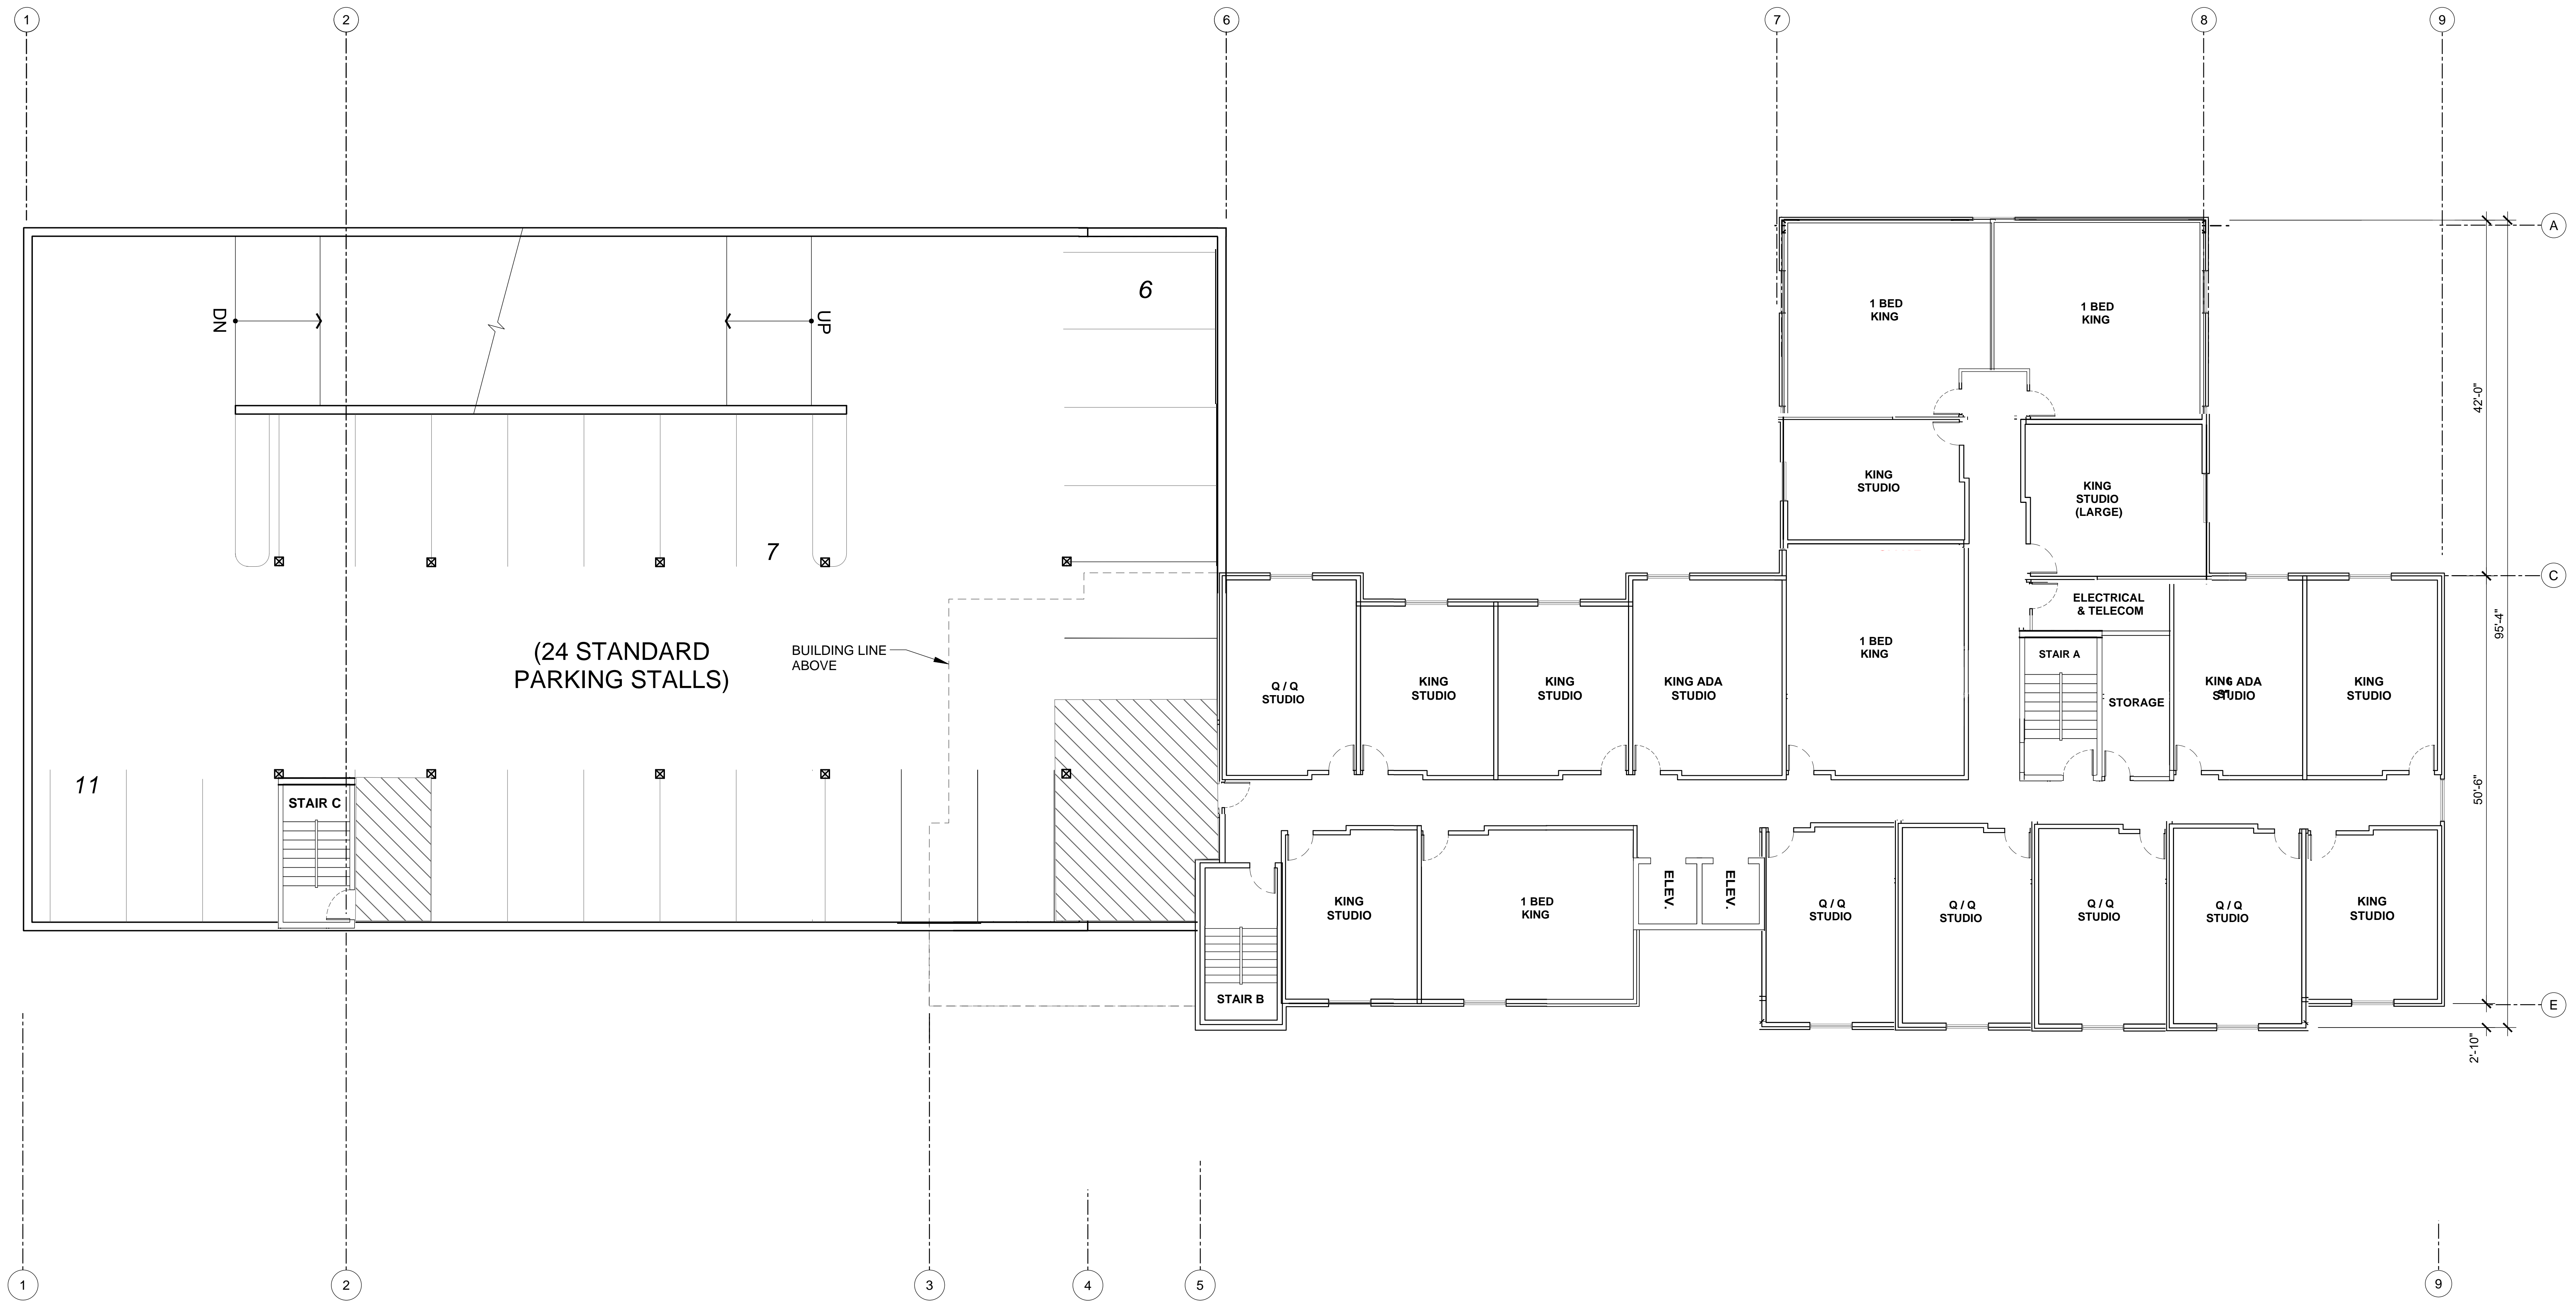 1
2
6
7
8
9
A
6
DN
UP
1 BED
KING
1 BED
KING
42'-0"
KING
STUDIO
KING
STUDIO
(LARGE)
7
C
ELECTRICAL
& TELECOM
95'-4"
(24 STANDARD
PARKING STALLS)
BUILDING LINE
ABOVE
1 BED
KING
STAIR A
Q / Q
STUDIO
KING
STUDIO
KING
STUDIO
KING ADA
STUDIO
STORAGE
KING ADA
STUDIO
KING
STUDIO
11
STAIR C
50'-6"
KING
STUDIO
1 BED
KING
ELEV.
ELEV.
Q / Q
STUDIO
Q / Q
STUDIO
Q / Q
STUDIO
Q / Q
STUDIO
KING
STUDIO
STAIR B
E
2'-10"
1
2
3
4
5
9